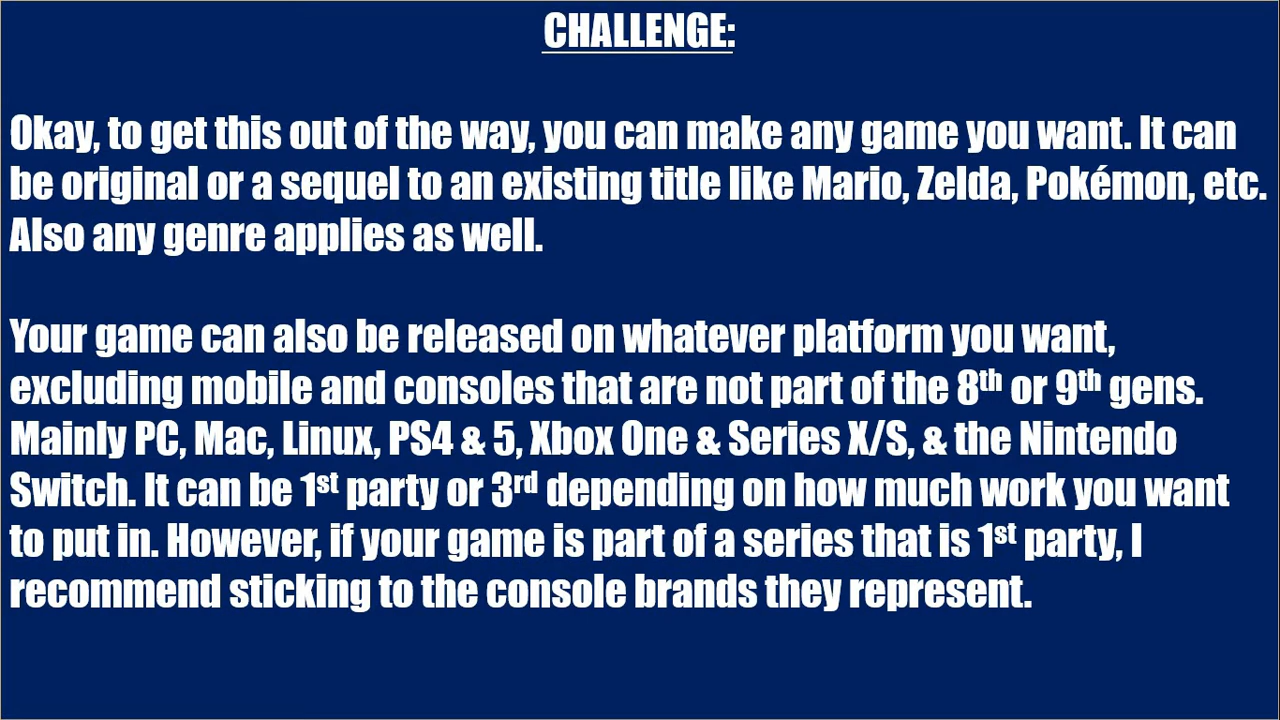 CHALLENGE:
Okay, to get this out of the way, you can make any game you want. It can
be original or a sequel to an existing title like Mario, Zelda, Pokémon, etc.
Also any genre applies as well.
Your game can also be released on whatever platform you want,
excluding mobile and consoles that are not part of the 8th or 9th gens.
Mainly PC, Mac, Linux, PS4 & 5, Xbox One & Series X/S, & the Nintendo
Switch. It can be 1st party or 3rd depending on how much work you want
to put in. However, if your game is part of a series that is 1st party, I
recommend sticking to the console brands they represent.